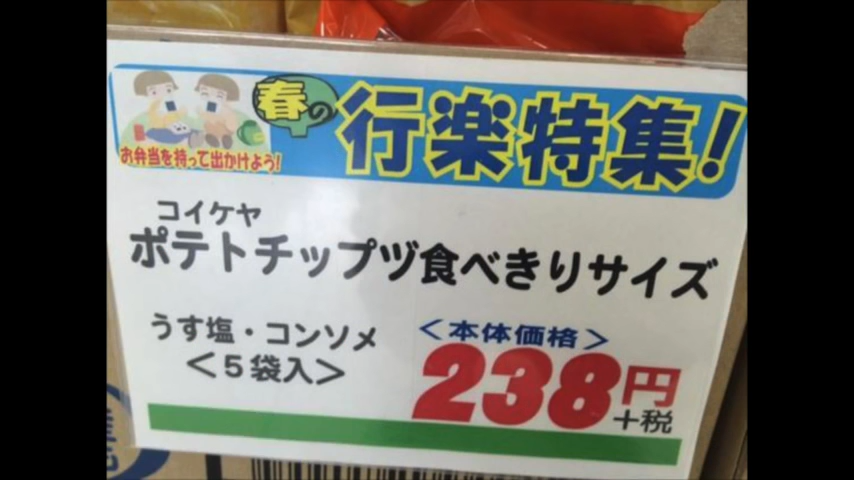 春の行楽特集!
お弁当を持って出かけよう!
コイケヤ
ポテトチップヅ食べきりサイズ
うす塩・コンソメ
<5袋入>
<本体価格>
238円
+税